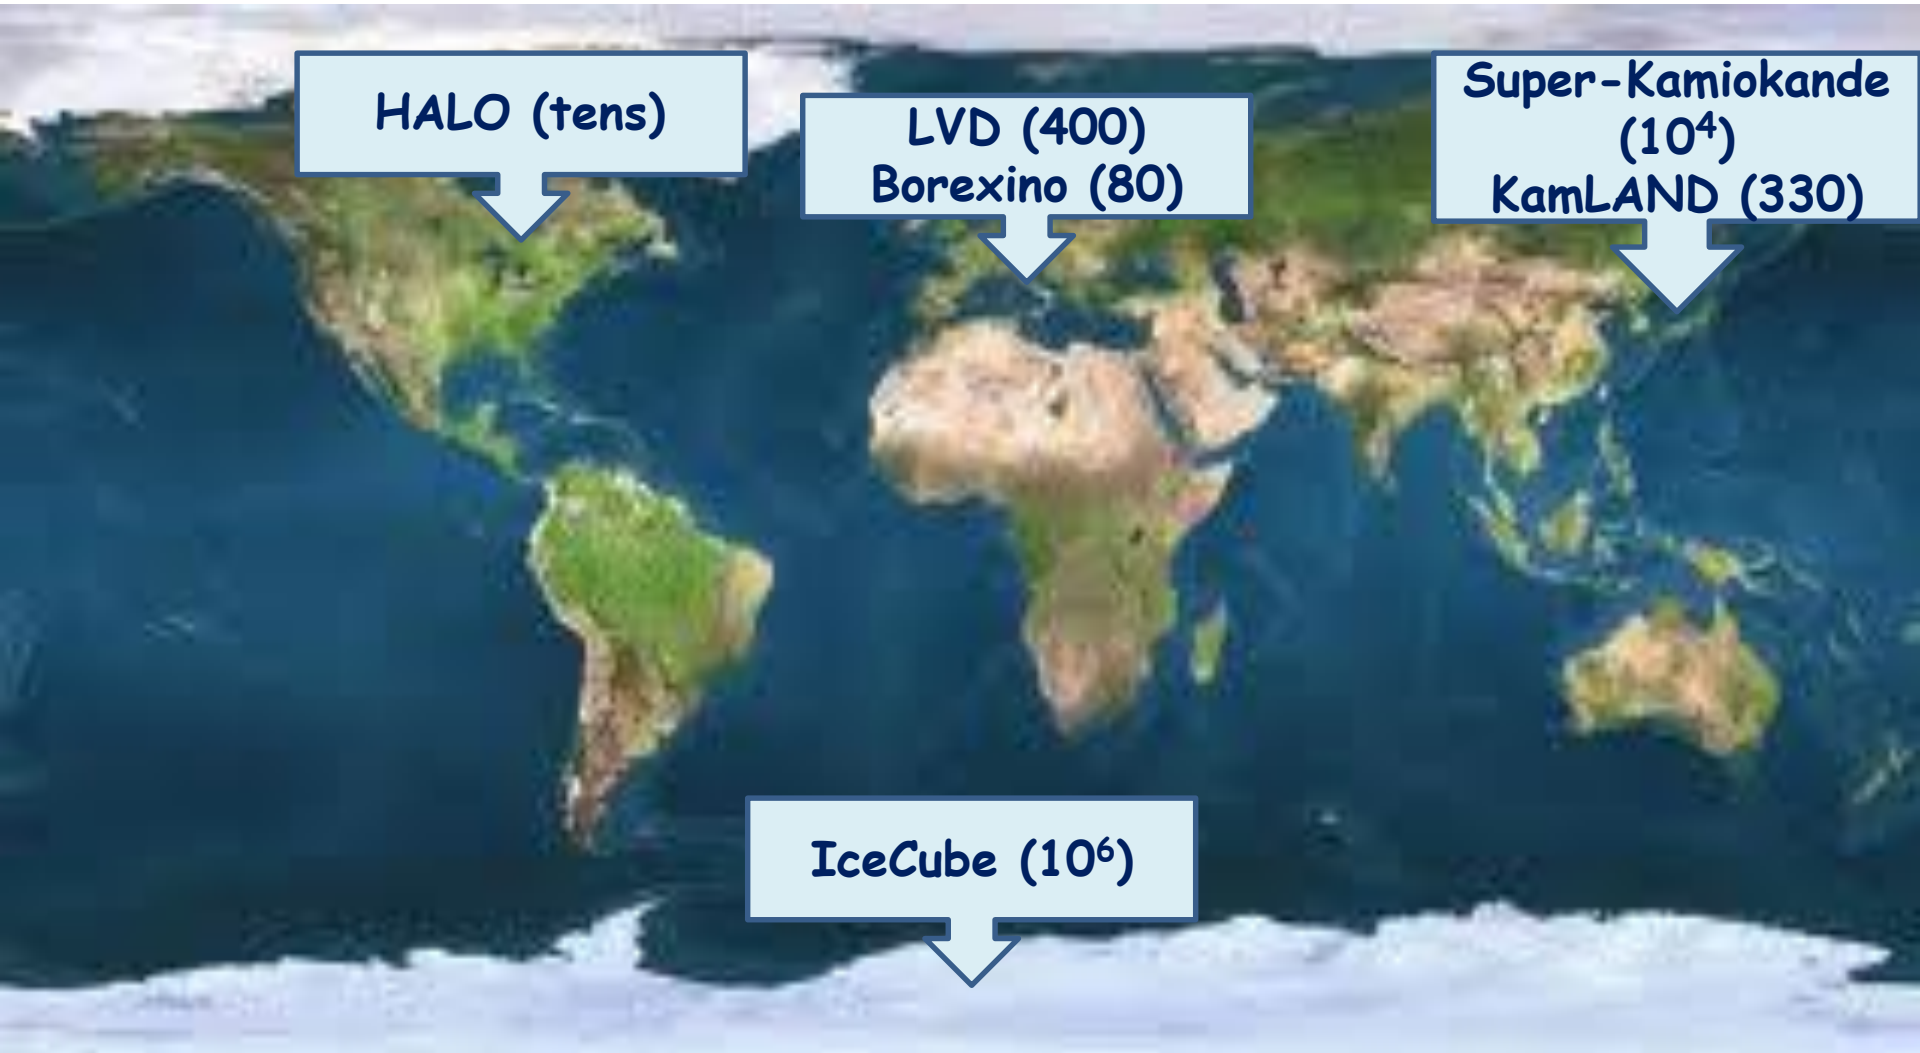 HALO (tens)
LVD (400)
Borexino (80)
Super-Kamiokande
(10⁴)
KamLAND (330)
IceCube (10⁶)